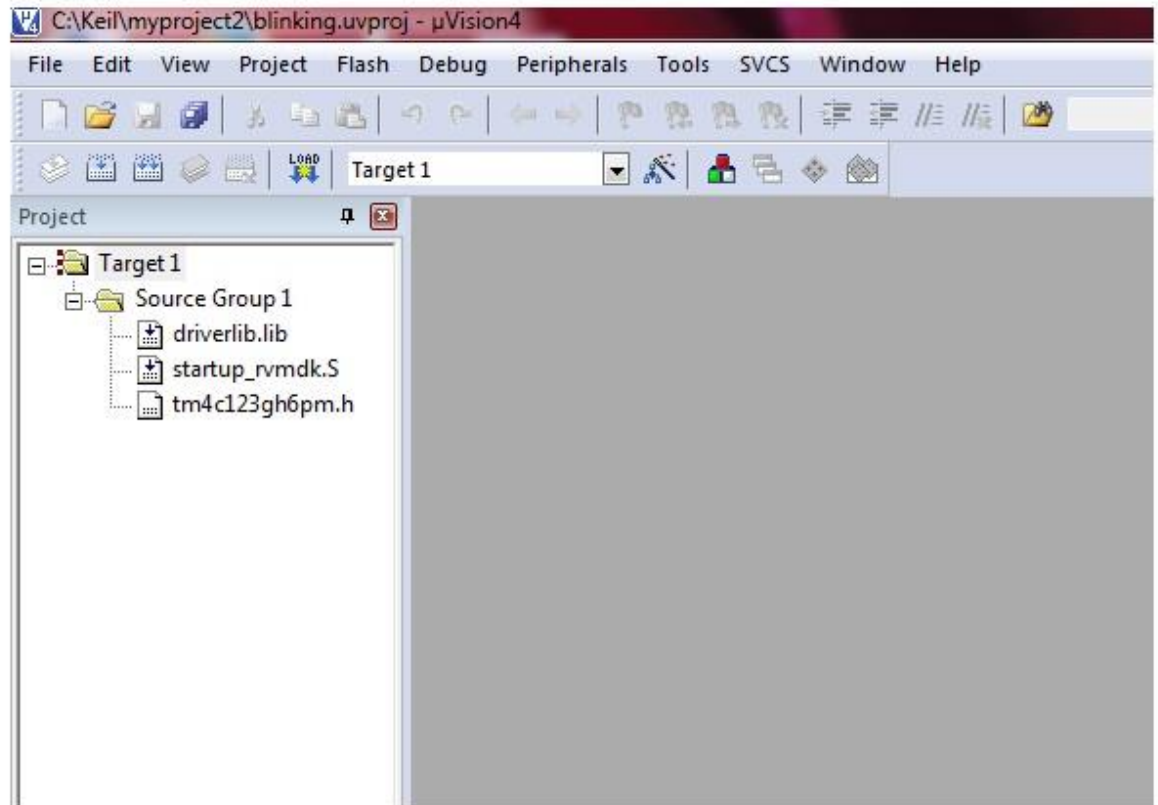 C:\Keil\myproject2\blinking.uvproj - µVision4
File Edit View Project Flash Debug Peripherals Tools SVCS Window Help
LOAD Target 1
Project
Target 1
Source Group 1
driverlib.lib
startup_rvmdk.S
tm4c123gh6pm.h